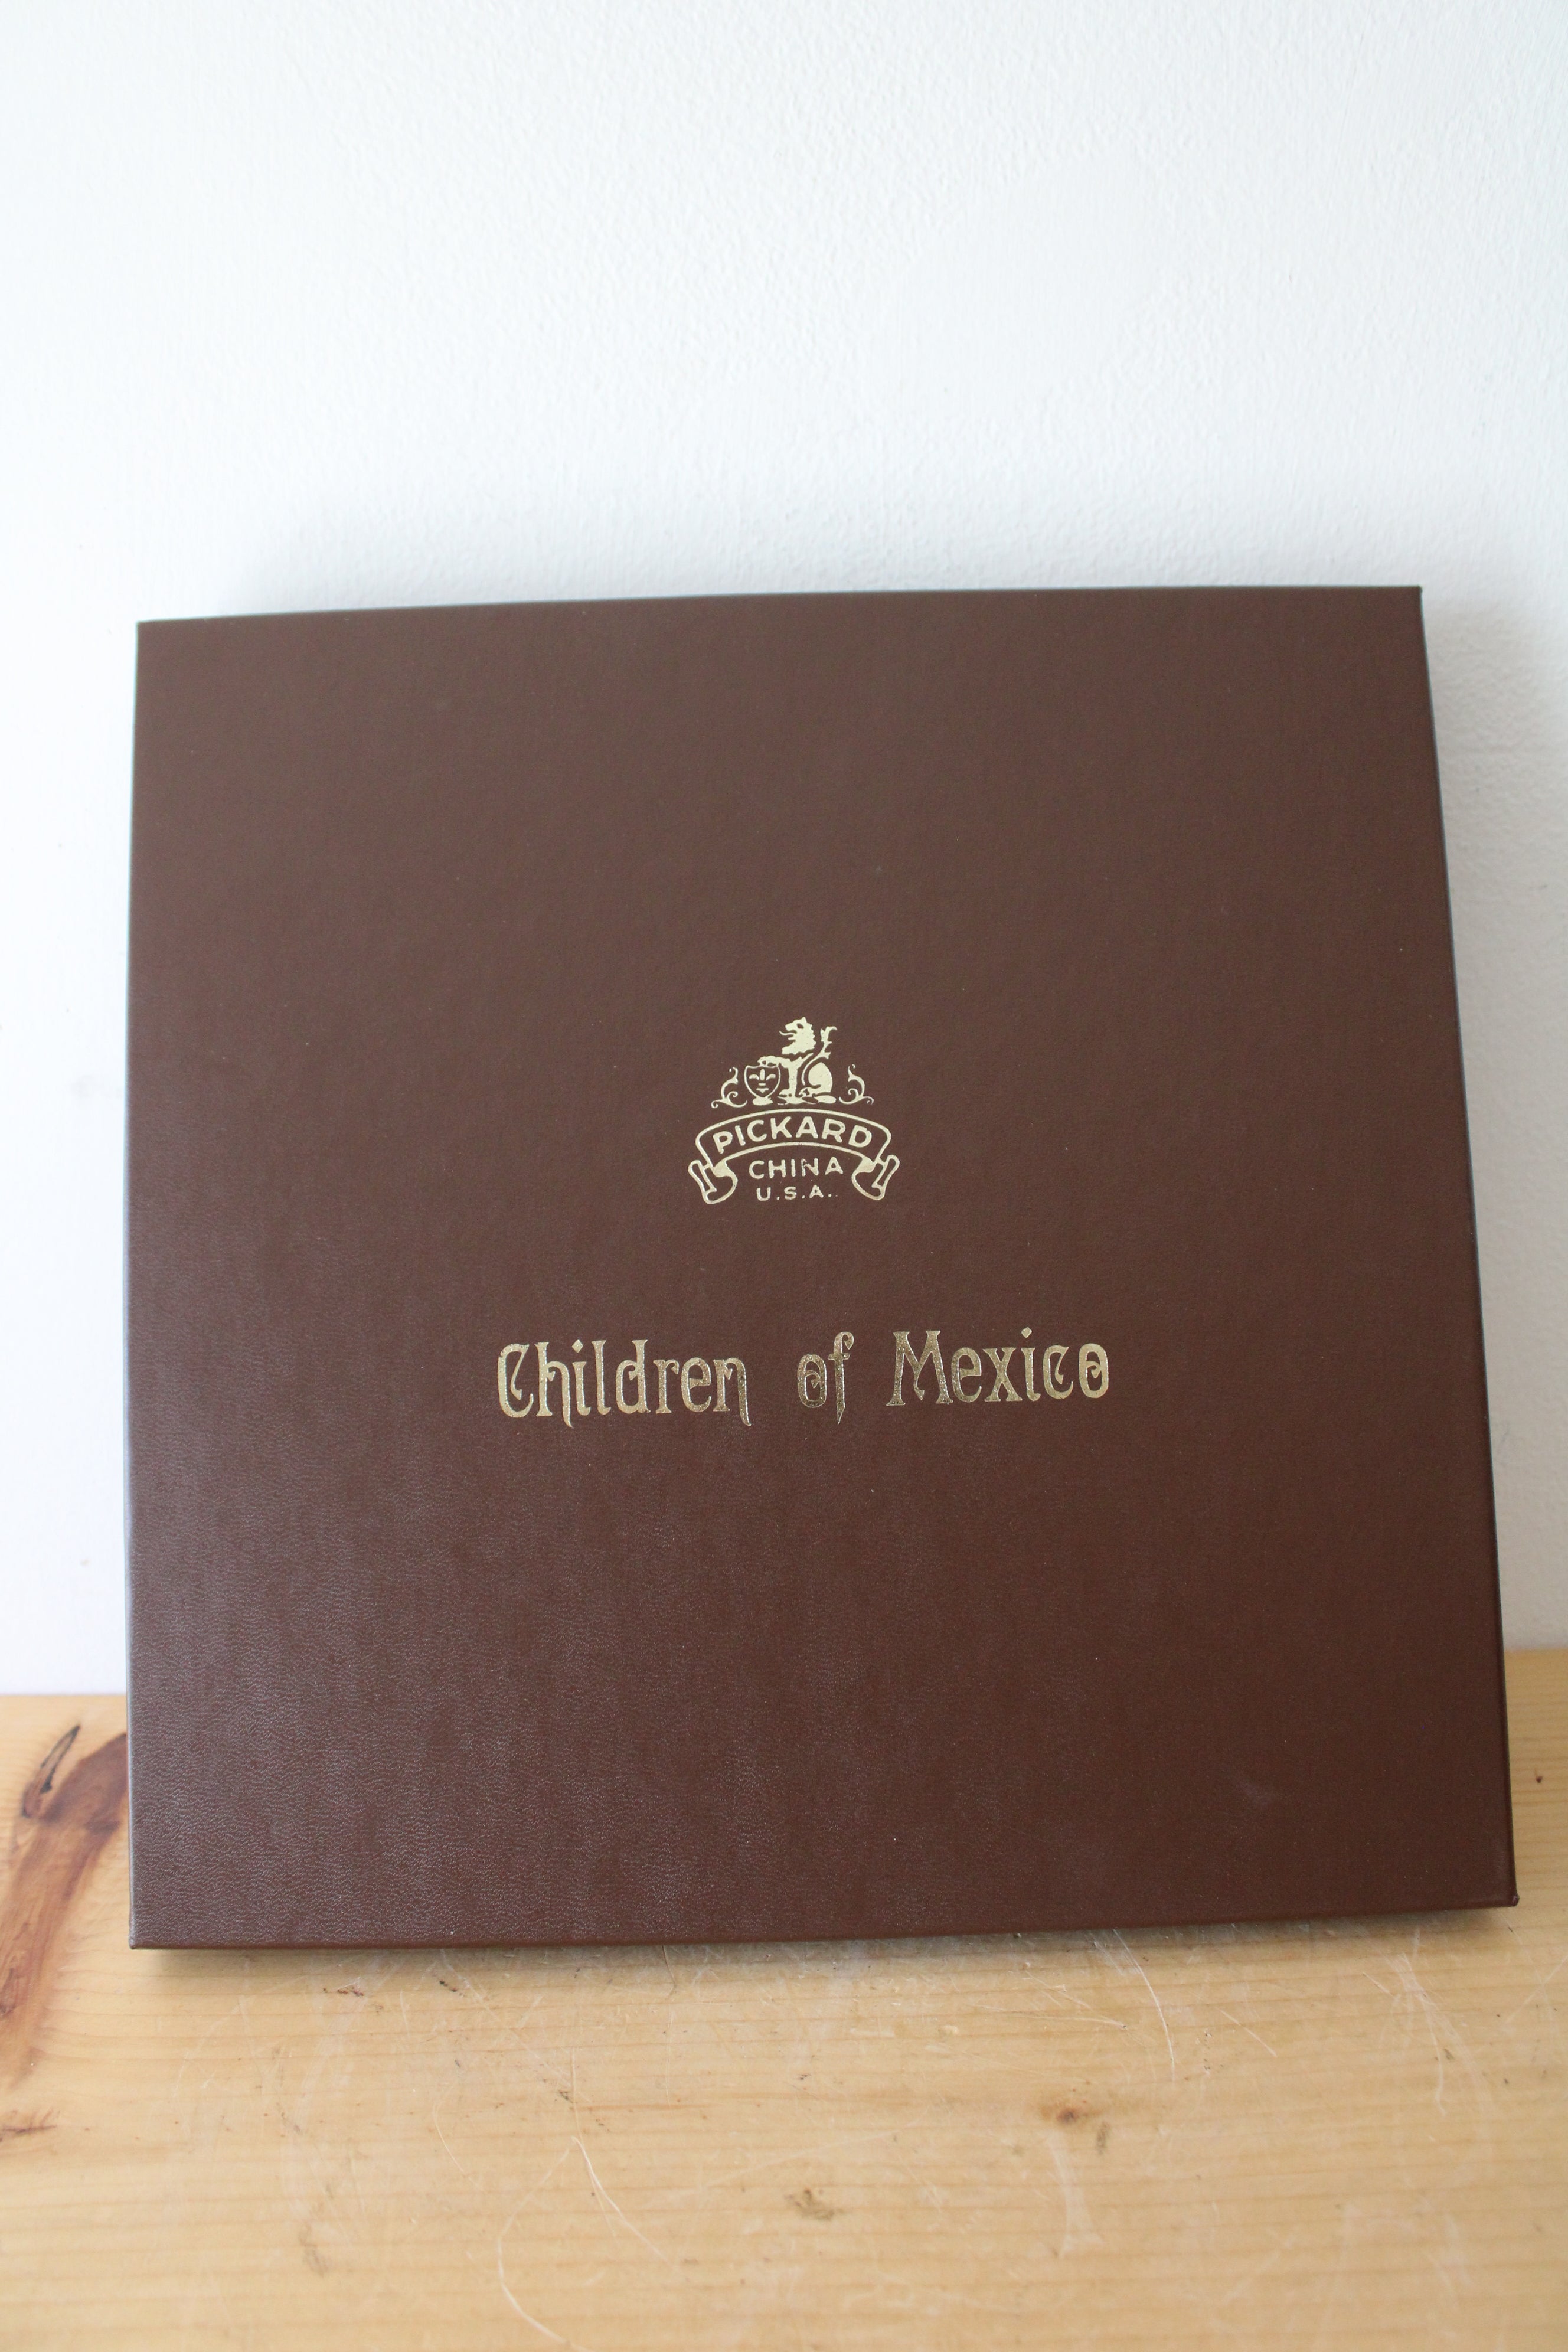 PICKARD
CHINA
U.S.A.
Children of Mexico